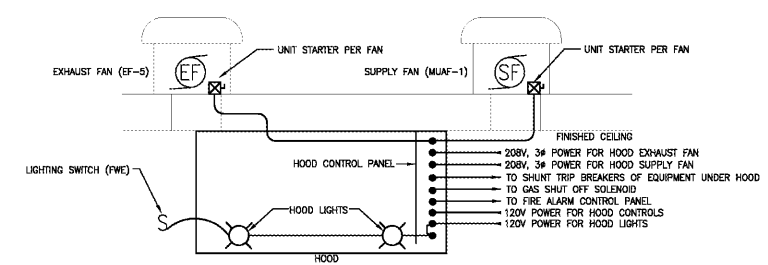 UNIT STARTER PER FAN
UNIT STARTER PER FAN
EXHAUST FAN (EF-5)
EF
SUPPLY FAN (MUAF-1)
SF
FINISHED CEILING
208V, 3ø POWER FOR HOOD EXHAUST FAN
HOOD CONTROL PANEL
208V, 3ø POWER FOR HOOD SUPPLY FAN
LIGHTING SWITCH (FWE)
TO SHUNT TRIP BREAKERS OF EQUIPMENT UNDER HOOD
TO GAS SHUT OFF SOLENOID
TO FIRE ALARM CONTROL PANEL
HOOD LIGHTS
120V POWER FOR HOOD CONTROLS
S
120V POWER FOR HOOD LIGHTS
HOOD